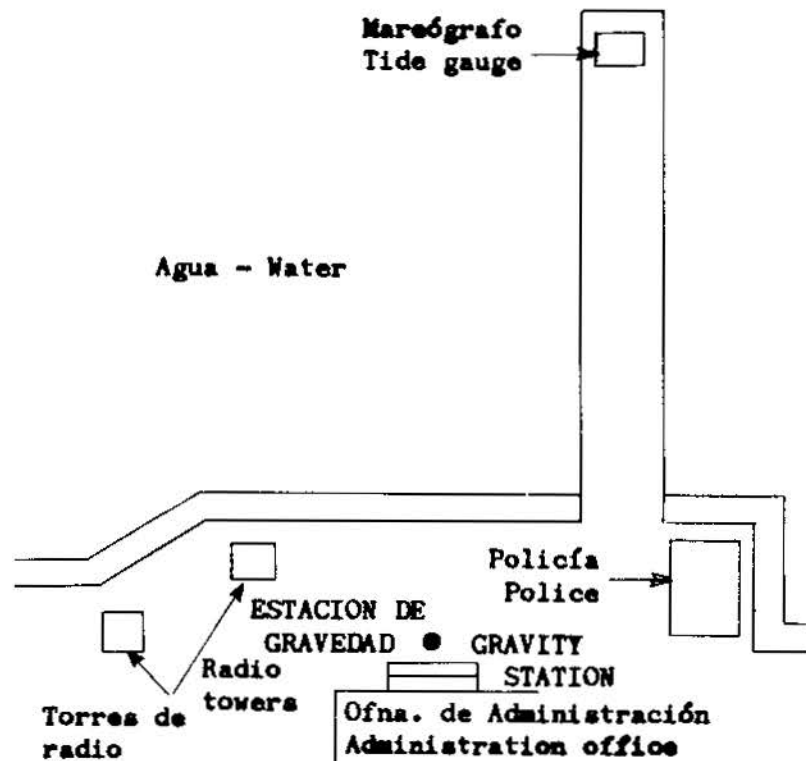 Mareógrafo
Tide gauge
Agua - Water
Policía
Police
ESTACION DE
GRAVEDAD
GRAVITY
STATION
Radio
towers
Torres de
radio
Ofna. de Administración
Administration office